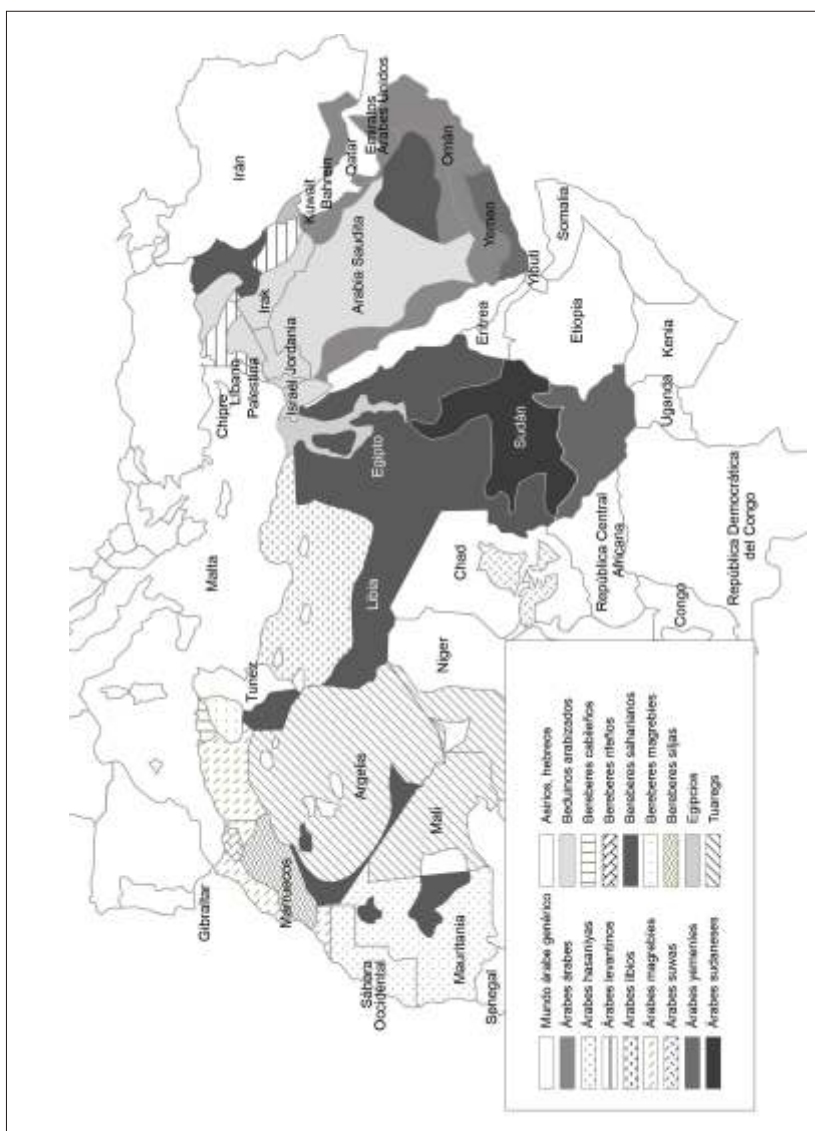 Irán
Kuwait
Bahrein
Qatar
Emiratos
Árabes Unidos
Omán
Yemen
Arabia Saudita
Irak
Jordania
Israel
Palestina
Líbano
Chipre
Somalia
Yibuti
Eritrea
Etiopía
Kenia
Uganda
Sudán
Egipto
Malta
Libia
Chad
República Central
Africana
República Democrática
del Congo
Congo
Níger
Túnez
Argelia
Malí
Gibraltar
Marruecos
Sáhara
Occidental
Mauritania
Senegal
Mundo árabe genérico
Árabes árabes
Árabes hasaniyas
Árabes levantinos
Árabes libios
Árabes magrebíes
Árabes suwas
Árabes yemeníes
Árabes sudaneses
Asirios, hebreos
Beduinos arabizados
Bereberes cabileños
Bereberes rifeños
Bereberes saharianos
Bereberes magrebíes
Bereberes siljas
Egipcios
Tuaregs